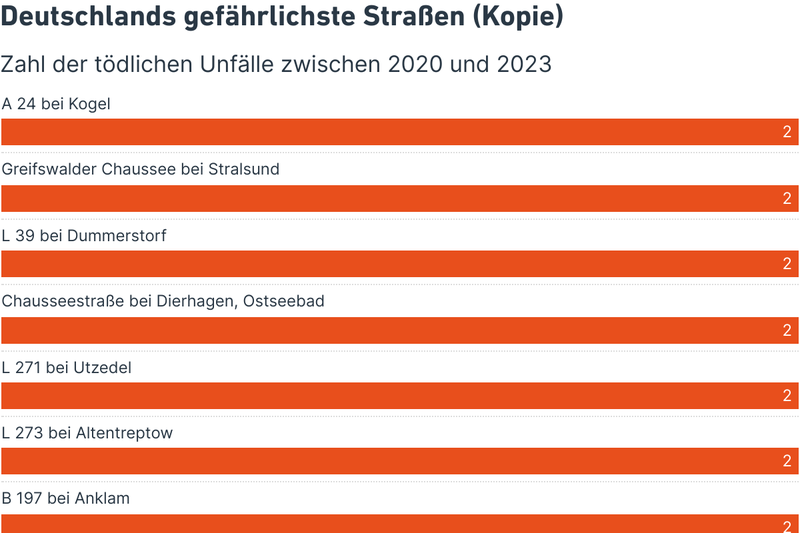 Deutschlands gefährlichste Straßen (Kopie)
Zahl der tödlichen Unfälle zwischen 2020 und 2023
A 24 bei Kogel
2
Greifswalder Chaussee bei Stralsund
2
L 39 bei Dummerstorf
2
Chausseestraße bei Dierhagen, Ostseebad
2
L 271 bei Utzedel
2
L 273 bei Altentreptow
2
B 197 bei Anklam
2